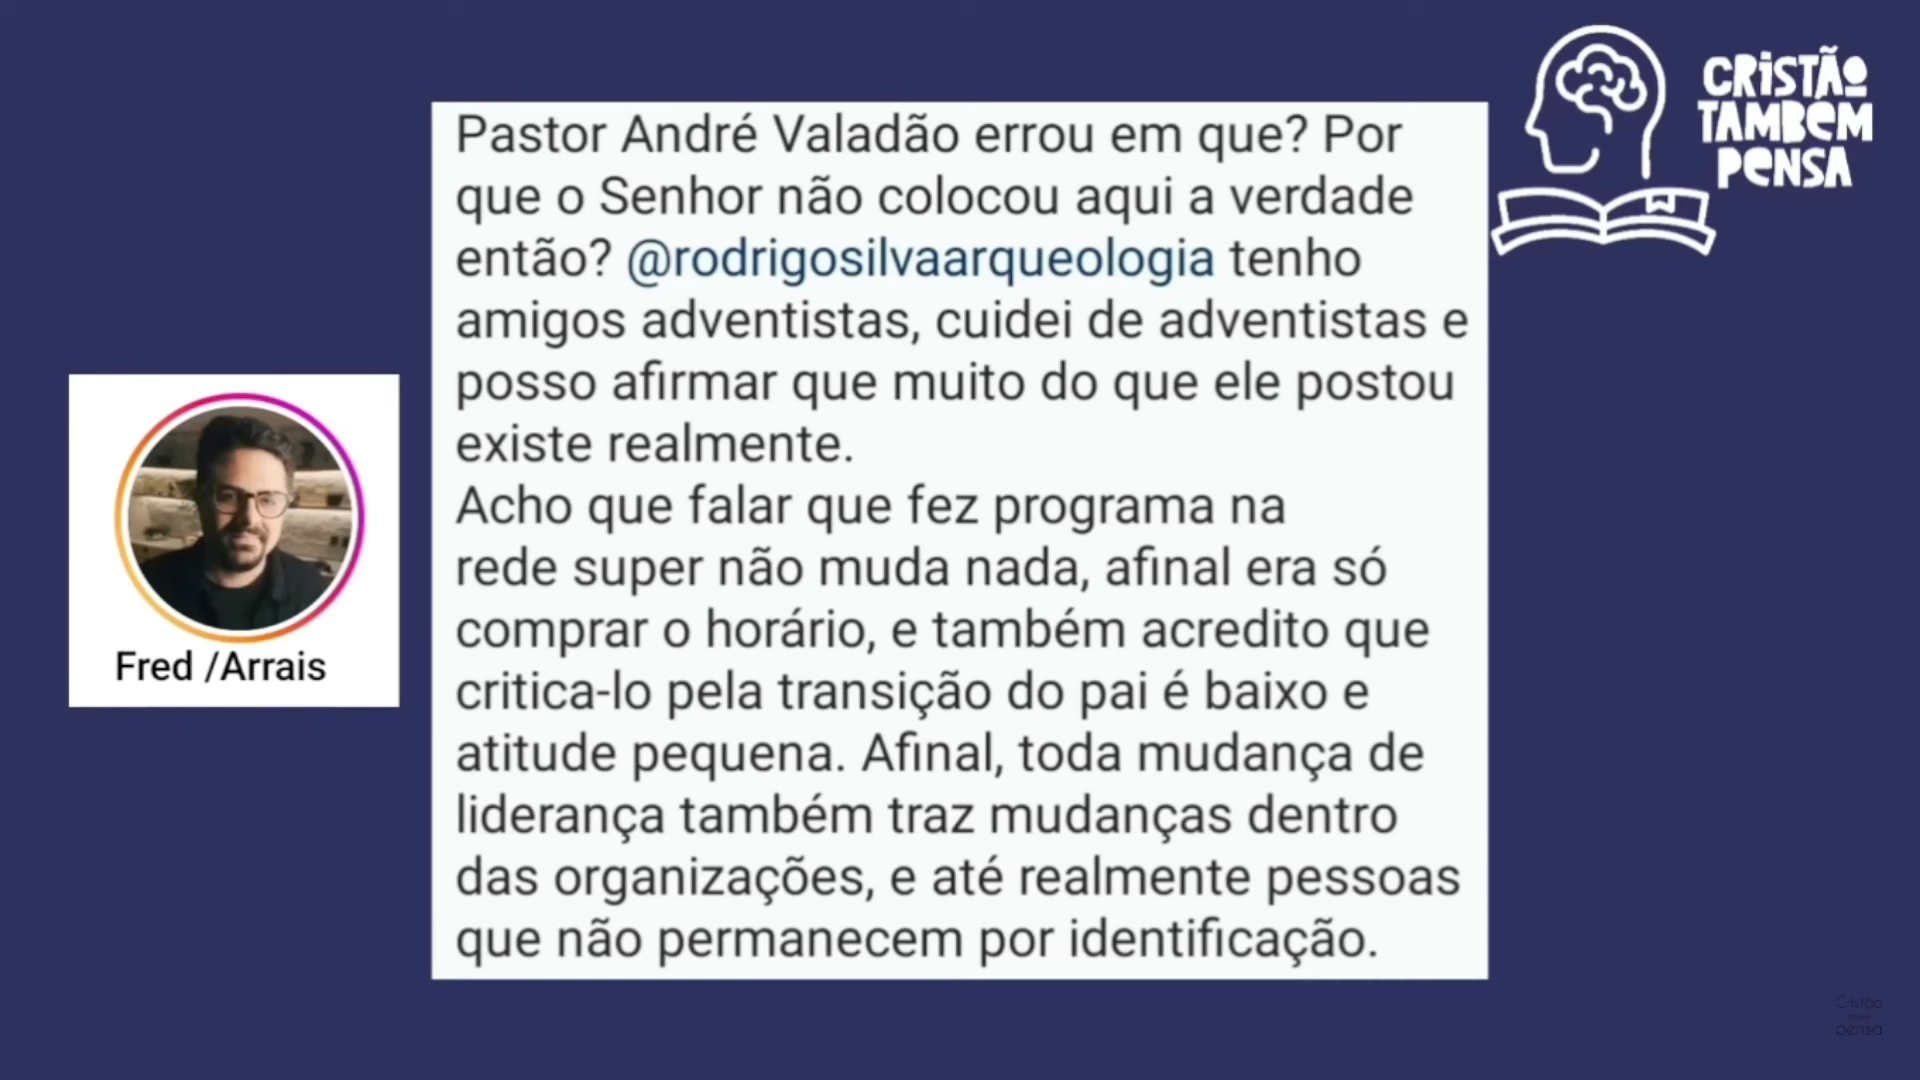 CRISTÃO
TAMBÉM
PENSA
Pastor André Valadão errou em que? Por
que o Senhor não colocou aqui a verdade
então? @rodrigosilvaarqueologia tenho
amigos adventistas, cuidei de adventistas e
posso afirmar que muito do que ele postou
existe realmente.
Acho que falar que fez programa na
rede super não muda nada, afinal era só
comprar o horário, e também acredito que
critica-lo pela transição do pai é baixo e
atitude pequena. Afinal, toda mudança de
liderança também traz mudanças dentro
das organizações, e até realmente pessoas
que não permanecem por identificação.
Fred /Arrais
Cristão
pensa